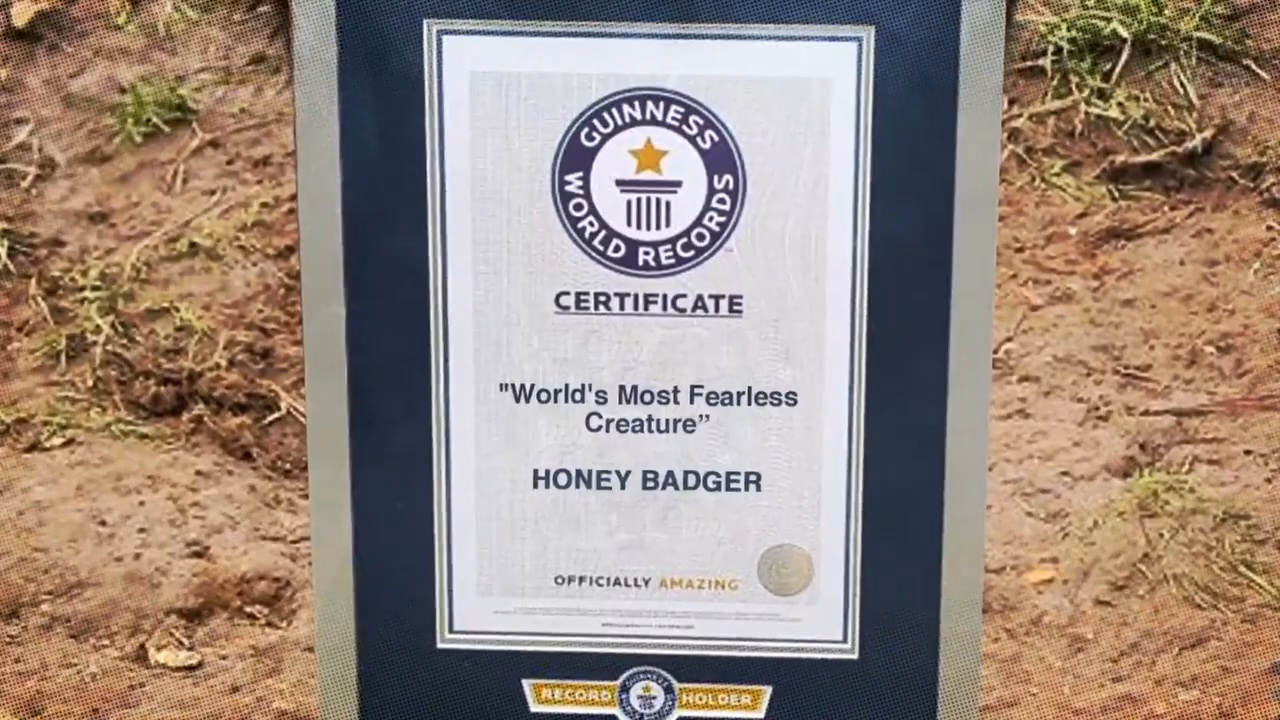 GUINNESS
WORLD RECORDS
CERTIFICATE
"World's Most Fearless
Creature”
HONEY BADGER
OFFICIALLY AMAZING
RECORD HOLDER